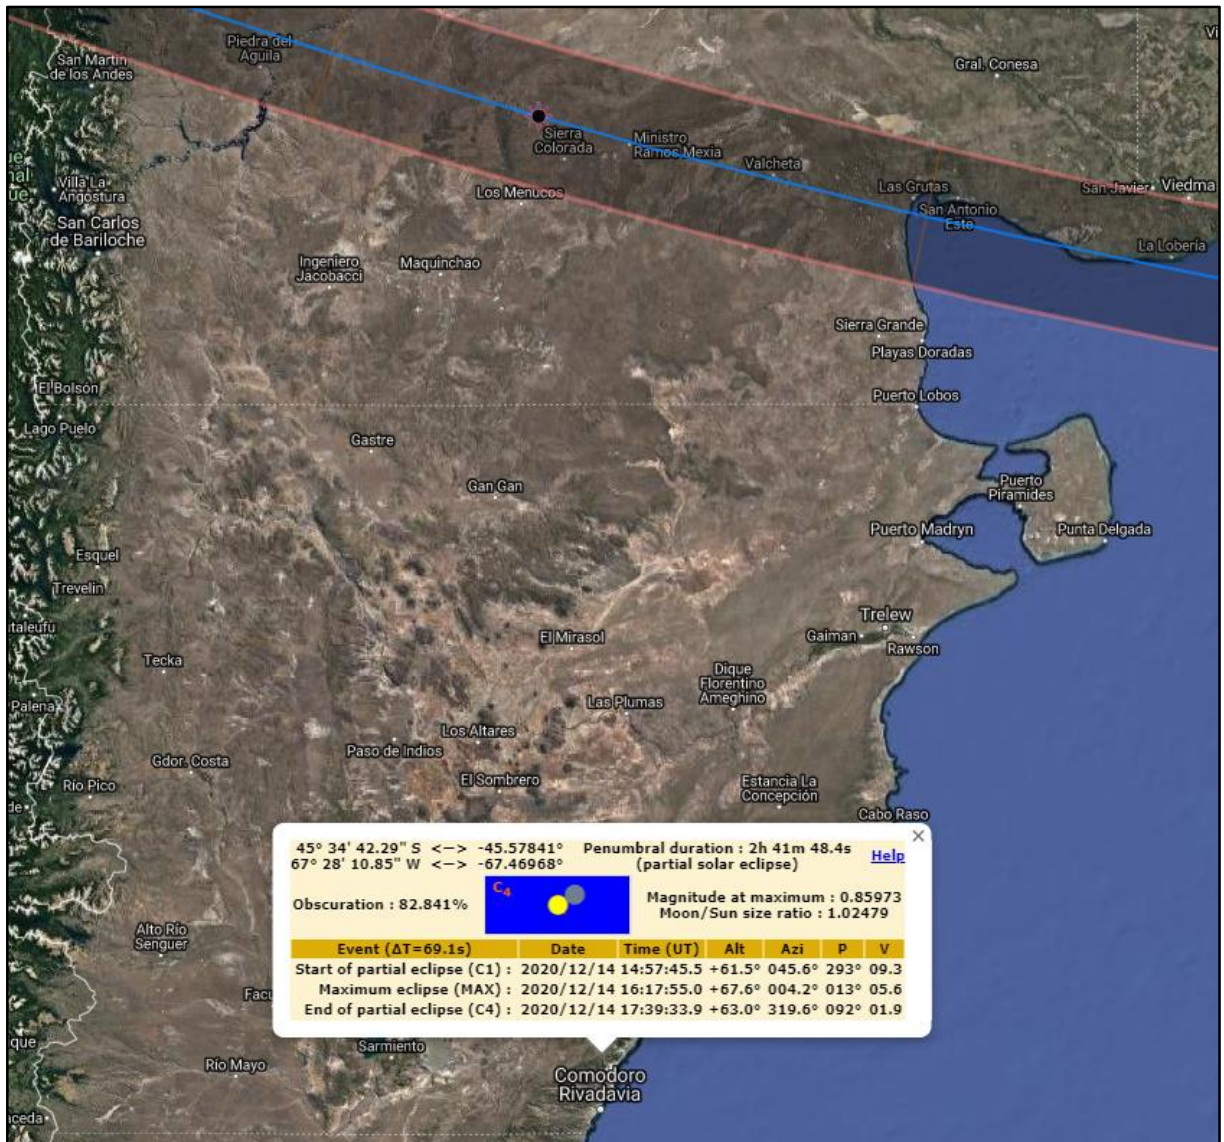 Vi
Piedra del
Aguila
San Martin
de los Andes
Gral. Conesa
Sierra
Colorada
Ministro
Ramos Mexia
Valcheta
Villa La
Angostura
Los Menucos
Las Grutas
San Javier
Viedma
San Carlos
de Bariloche
San Antonio
Este
La Lobería
Ingeniero
Jacobacci
Maquinchao
Sierra Grande
Playas Doradas
El Bolsón
Puerto Lobos
Lago Puelo
Gastre
Gan Gan
Puerto
Piramides
Puerto Madryn
Punta Delgada
Esquel
Trevelin
Trelew
taleufu
El Mirasol
Gaiman
Rawson
Tecka
Dique
Florentino
Ameghino
Palena
Las Plumas
Los Altares
Paso de Indios
Gdor. Costa
El Sombrero
Río Pico
Estancia La
Concepción
Cabo Raso
45° 34' 42.29" S <—> -45.57841° Penumbral duration : 2h 41m 48.4s
67° 28' 10.85" W <—> -67.46968° (partial solar eclipse)
Help
Obscuration : 82.841%
C4
Magnitude at maximum : 0.85973
Moon/Sun size ratio : 1.02479
Event (ΔT=69.1s) Date Time (UT) Alt Azi P V
Start of partial eclipse (C1) : 2020/12/14 14:57:45.5 +61.5° 045.6° 293° 09.3
Maximum eclipse (MAX) : 2020/12/14 16:17:55.0 +67.6° 004.2° 013° 05.6
End of partial eclipse (C4) : 2020/12/14 17:39:33.9 +63.0° 319.6° 092° 01.9
Alto Río
Senguer
Facu
que
Sarmiento
Río Mayo
Comodoro
Rivadavia
aceda